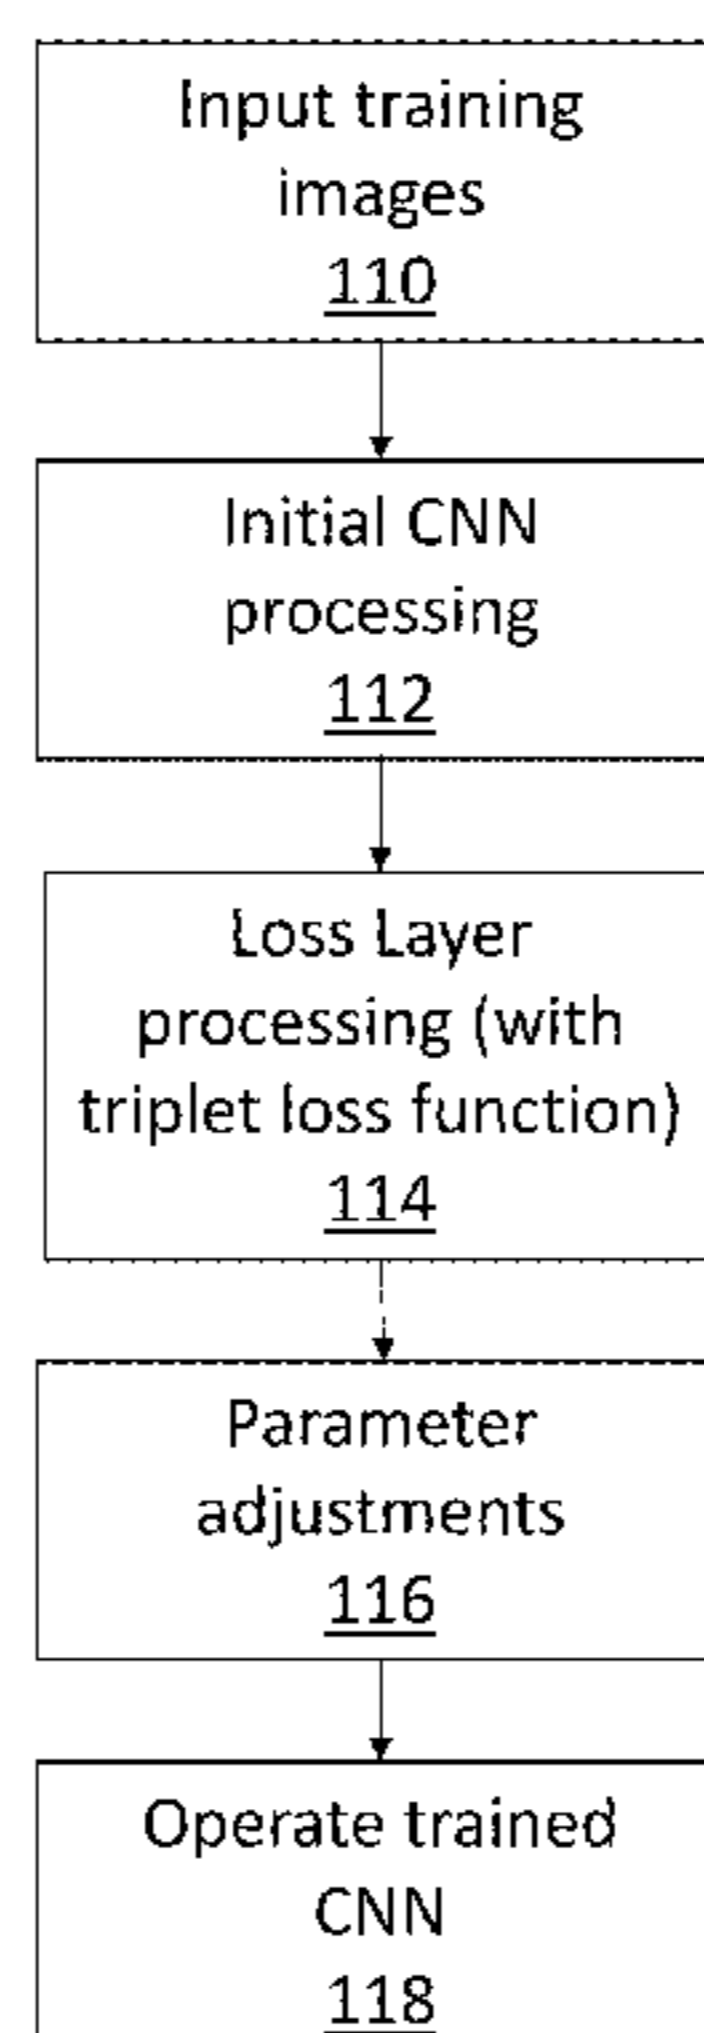 Input training
images
110
Initial CNN
processing
112
Loss Layer
processing (with
triplet loss function)
114
Parameter
adjustments
116
Operate trained
CNN
118